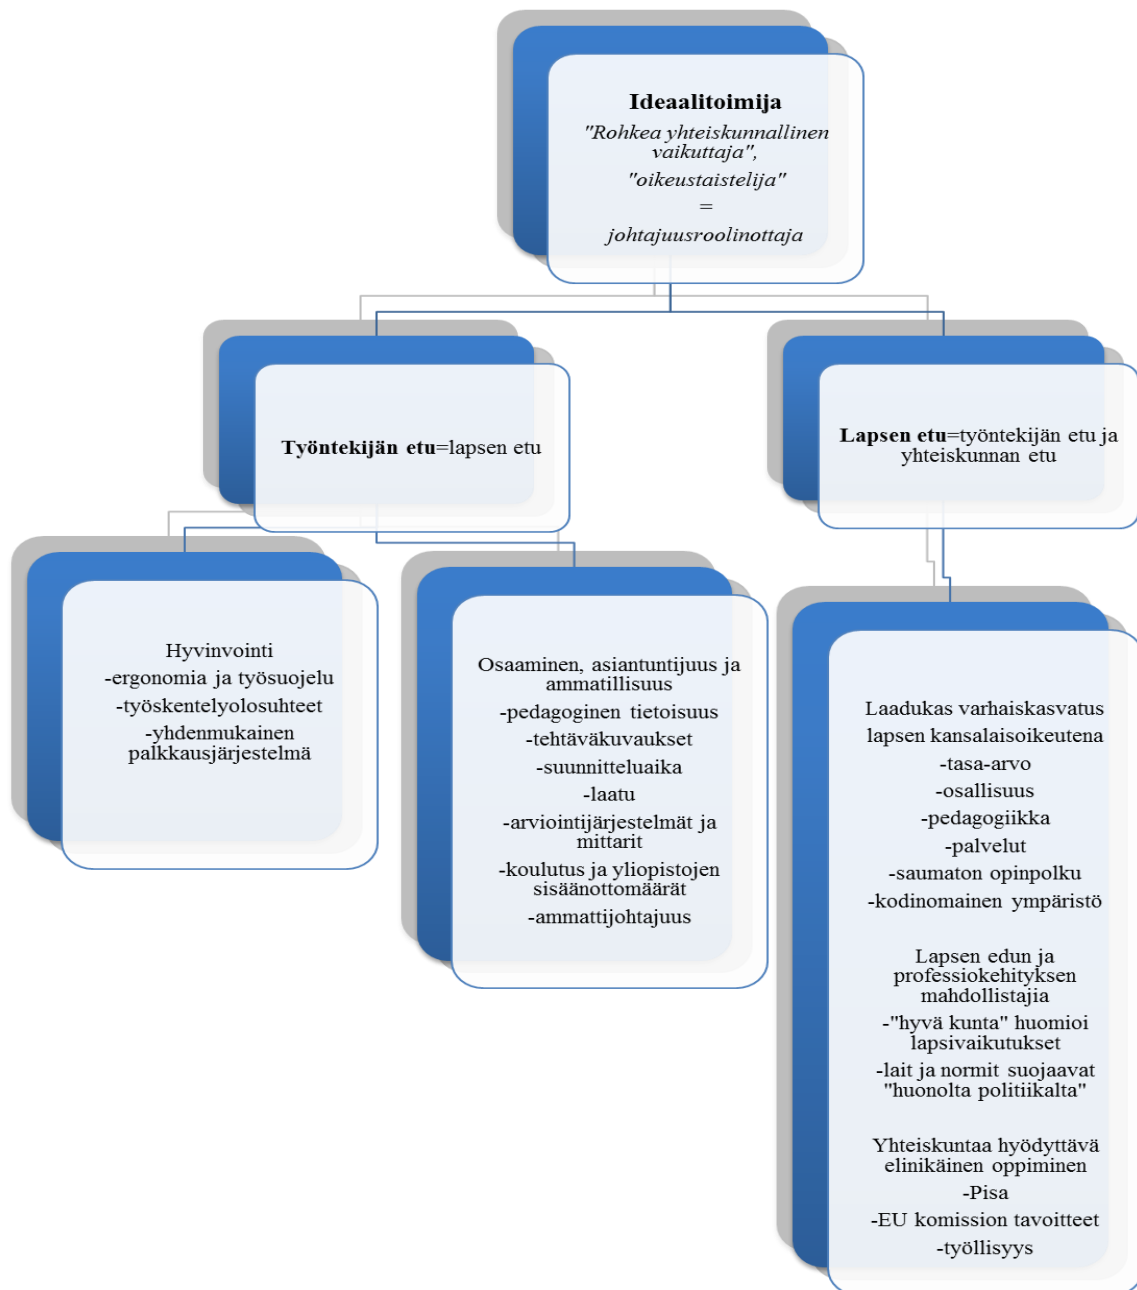 Ideaalitoimija
"Rohkea yhteiskunnallinen
vaikuttaja",
"oikeustaistelija"
=
johtajuusroolinottaja
Työntekijän etu=lapsen etu
Lapsen etu=työntekijän etu ja
yhteiskunnan etu
Hyvinvointi
-ergonomia ja työsuojelu
-työskentelyolosuhteet
-yhdenmukainen
palkkausjärjestelmä
Osaaminen, asiantuntijuus ja
ammatillisuus
-pedagoginen tietoisuus
-tehtäväkuvaukset
-suunnitteluaika
-laatu
-arviointijärjestelmät ja
mittarit
-koulutus ja yliopistojen
sisäänottomäärät
-ammattijohtajuus
Laadukas varhaiskasvatus
lapsen kansalaisoikeutena
-tasa-arvo
-osallisuus
-pedagogiikka
-palvelut
-saumaton opinpolku
-kodinomainen ympäristö
Lapsen edun ja
professiokehityksen
mahdollistajia
-"hyvä kunta" huomioi
lapsivaikutukset
-lait ja normit suojaavat
"huonolta politiikalta"
Yhteiskuntaa hyödyttävä
elinikäinen oppiminen
-Pisa
-EU komission tavoitteet
-työllisyys